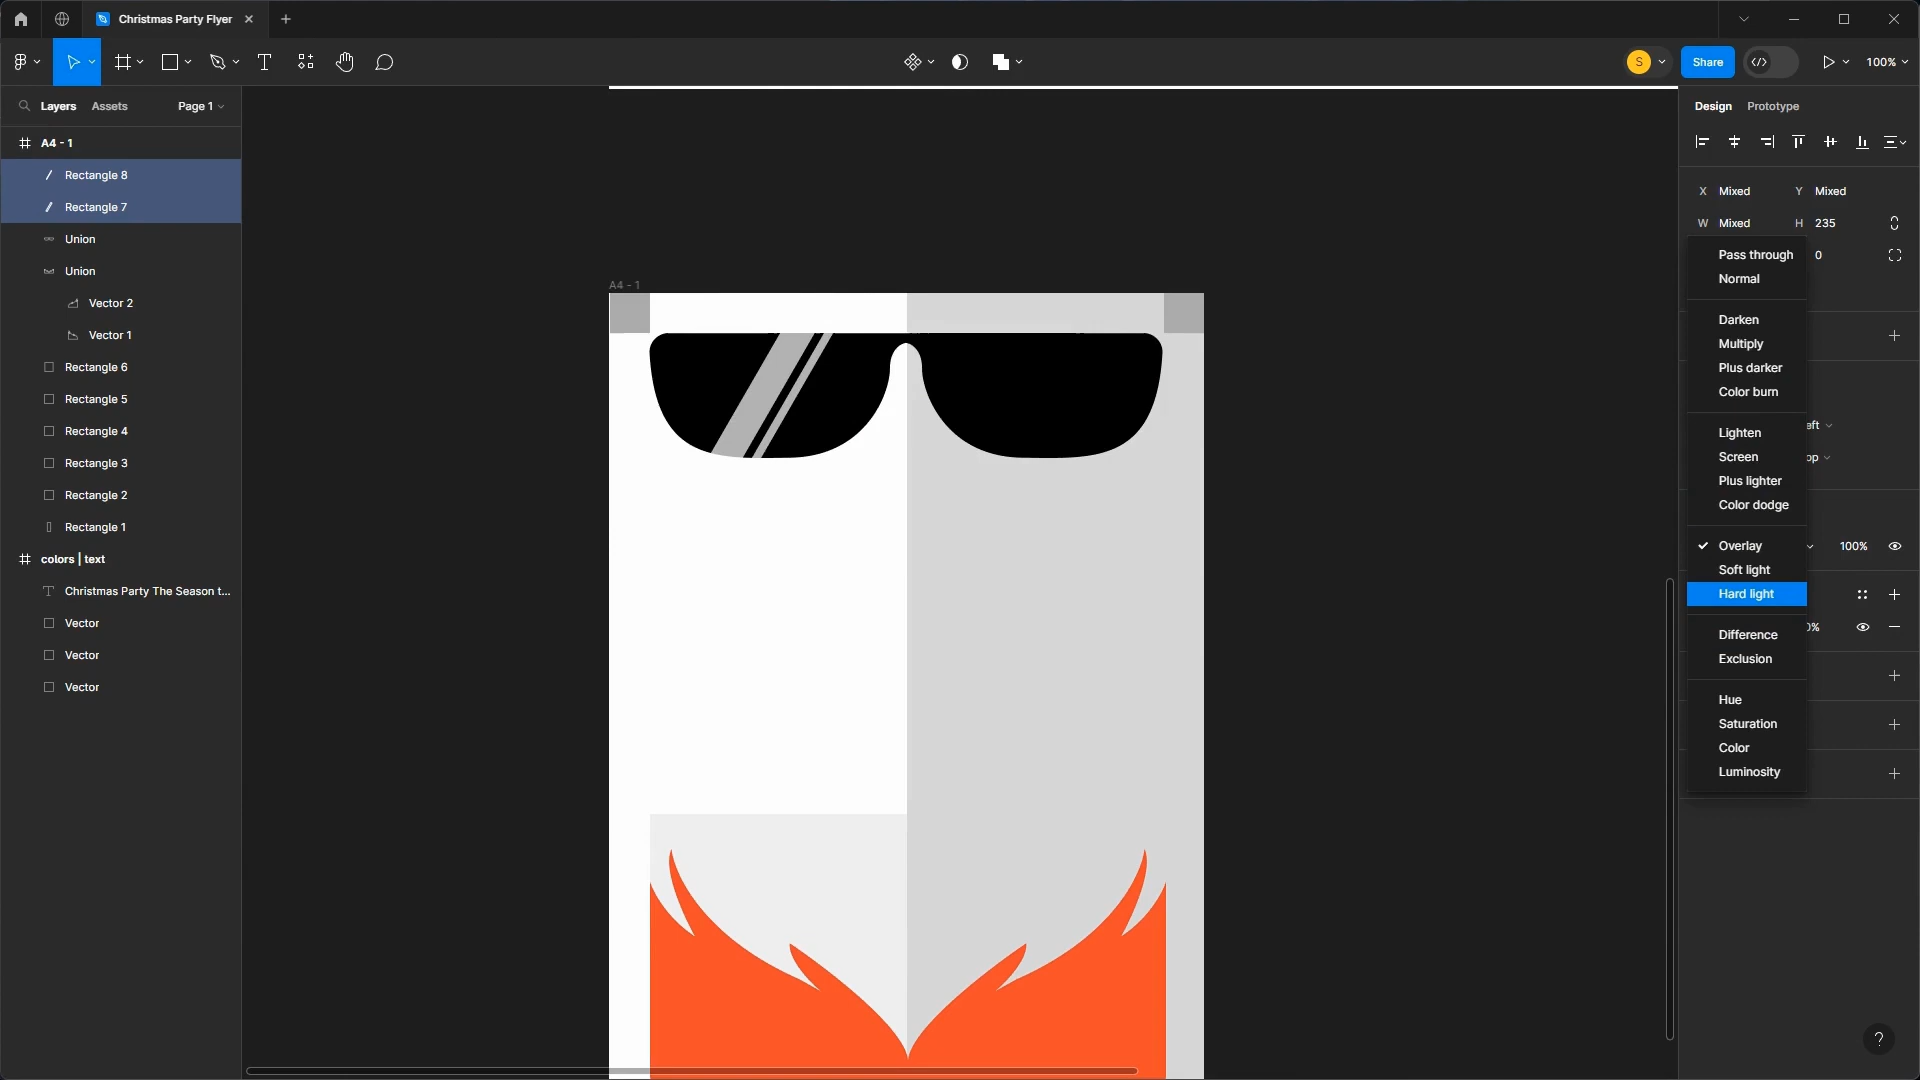 Christmas Party Flyer
S
Share
100%
Layers
Assets
Page 1
Design
Prototype
A4 - 1
Rectangle 8
Rectangle 7
Union
Union
Vector 2
Vector 1
Rectangle 6
Rectangle 5
Rectangle 4
Rectangle 3
Rectangle 2
Rectangle 1
colors | text
Christmas Party The Season t...
Vector
Vector
Vector
A4 - 1
X Mixed Y Mixed
W Mixed H 235
0
Pass through
Normal
Darken
Multiply
Plus darker
Color burn
Lighten
Screen
Plus lighter
Color dodge
Overlay
100%
Soft light
Hard light
Difference
Exclusion
Hue
Saturation
Color
Luminosity
?